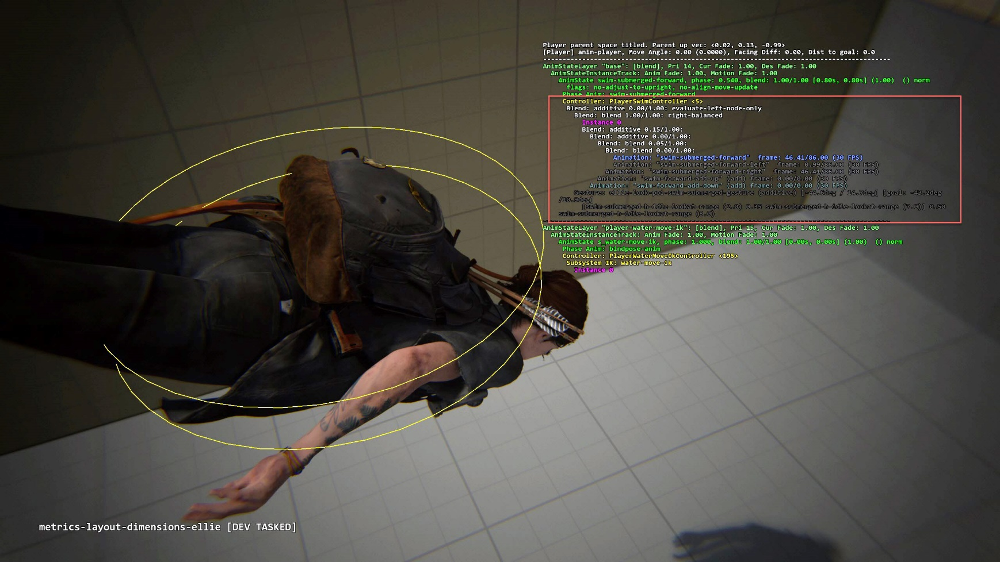 Player parent space titled. Parent up vec: <0.02, 0.13, -0.99>
[Player] anim-player, Move Angle: 0.00 (0.0000), Facing Diff: 0.00, Dist to goal: 0.0
AnimStateLayer "base": [blend], Pri 14, Cur Fade: 1.00, Des Fade: 1.00
AnimStateInstanceTrack: Anim Fade: 1.00, Motion Fade: 1.00
AnimState swim-submerged-forward, phase: 0.540, blend: 1.00/1.00 [0.80s, 0.80s] (1.00)  () norm
flags: no-adjust-to-upright, no-align-move-update
Phase Anim: swim-submerged-forward
Controller: PlayerSwimController <5>
Blend: additive 0.00/1.00: evaluate-left-node-only
Blend: blend 1.00/1.00: right-balanced
Instance 0
Blend: additive 0.15/1.00:
Blend: additive 0.00/1.00:
Blend: blend 0.05/1.00:
Blend: blend 0.00/1.00:
Animation: "swim-submerged-forward"  frame: 46.41/86.00 (30 FPS)
Animation: "swim-submerged-forward-left"  frame: 0.99/86.00 (30 FPS)
Animation: "swim-submerged-forward-right"  frame: 46.41/86.00 (30 FPS)
Animation: "swim-forward-add-up" (add) frame: 0.00/0.00 (30 FPS)
Animation: "swim-forward-add-down" (add) frame: 0.00/0.00 (30 FPS)
Gesture: ellie-look-poi-swim-submerged-gesture (additive) [-44.6deg / 14.7deg] [goal: -43.2deg
/10.9deg]
[swim-submerged-h-idle-lookat-range (2.0) 0.35 swim-submerged-h-idle-lookat-range (7.0)] 0.50
swim-submerged-h-idle-lookat-range (8.0)
AnimStateLayer "player-water-move-ik": [blend], Pri 15, Cur Fade: 1.00, Des Fade: 1.00
AnimStateInstanceTrack: Anim Fade: 1.00, Motion Fade: 1.00
AnimState s_water-move-ik, phase: 1.000, blend: 1.00/1.00 [0.00s, 0.00s] (1.00)  () norm
Phase Anim: bindpose-anim
Controller: PlayerWaterMoveIkController <195>
Subsystem IK: water-move-ik
Instance 0
metrics-layout-dimensions-ellie [DEV TASKED]